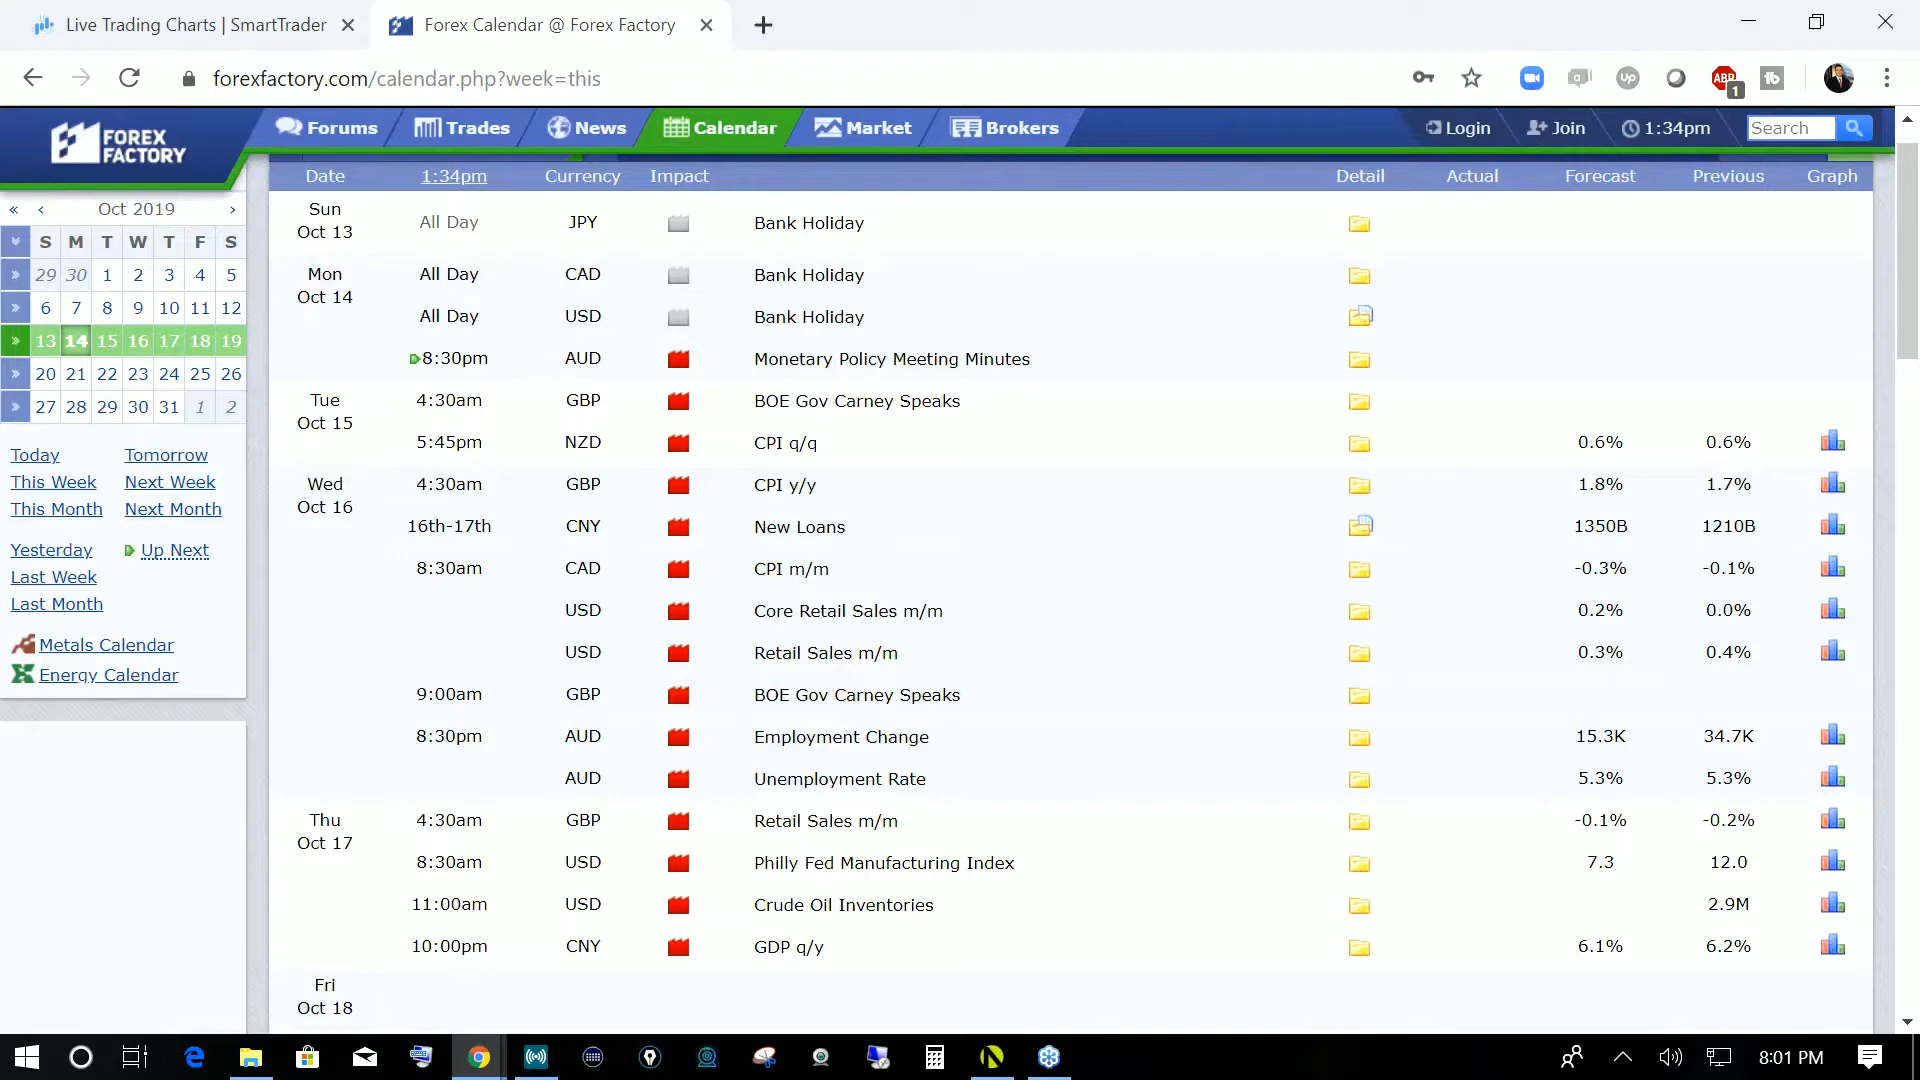 Live Trading Charts | SmartTrader
Forex Calendar @ Forex Factory
forexfactory.com/calendar.php?week=this
ABP 1
Up
FOREX FACTORY
Forums Trades News Calendar Market Brokers
Login Join 1:34pm Search
« ‹ Oct 2019 ›
S M T W T F S
29 30 1 2 3 4 5
6 7 8 9 10 11 12
13 14 15 16 17 18 19
20 21 22 23 24 25 26
27 28 29 30 31 1 2
Today Tomorrow
This Week Next Week
This Month Next Month
Yesterday Up Next
Last Week
Last Month
Metals Calendar
Energy Calendar
Date 1:34pm Currency Impact Detail Actual Forecast Previous Graph
Sun Oct 13 All Day JPY Bank Holiday
Mon Oct 14 All Day CAD Bank Holiday
All Day USD Bank Holiday
8:30pm AUD Monetary Policy Meeting Minutes
Tue Oct 15 4:30am GBP BOE Gov Carney Speaks
5:45pm NZD CPI q/q 0.6% 0.6%
Wed Oct 16 4:30am GBP CPI y/y 1.8% 1.7%
16th-17th CNY New Loans 1350B 1210B
8:30am CAD CPI m/m -0.3% -0.1%
USD Core Retail Sales m/m 0.2% 0.0%
USD Retail Sales m/m 0.3% 0.4%
9:00am GBP BOE Gov Carney Speaks
8:30pm AUD Employment Change 15.3K 34.7K
AUD Unemployment Rate 5.3% 5.3%
Thu Oct 17 4:30am GBP Retail Sales m/m -0.1% -0.2%
8:30am USD Philly Fed Manufacturing Index 7.3 12.0
11:00am USD Crude Oil Inventories 2.9M
10:00pm CNY GDP q/y 6.1% 6.2%
Fri Oct 18
8:01 PM